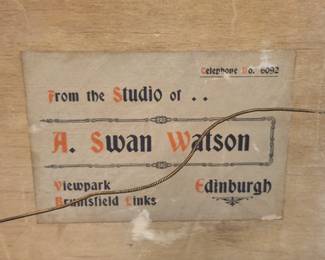 Telephone No. 6092
From the Studio of . .
A. Swan Watson
Viewpark
Bruntsfield Links
Edinburgh